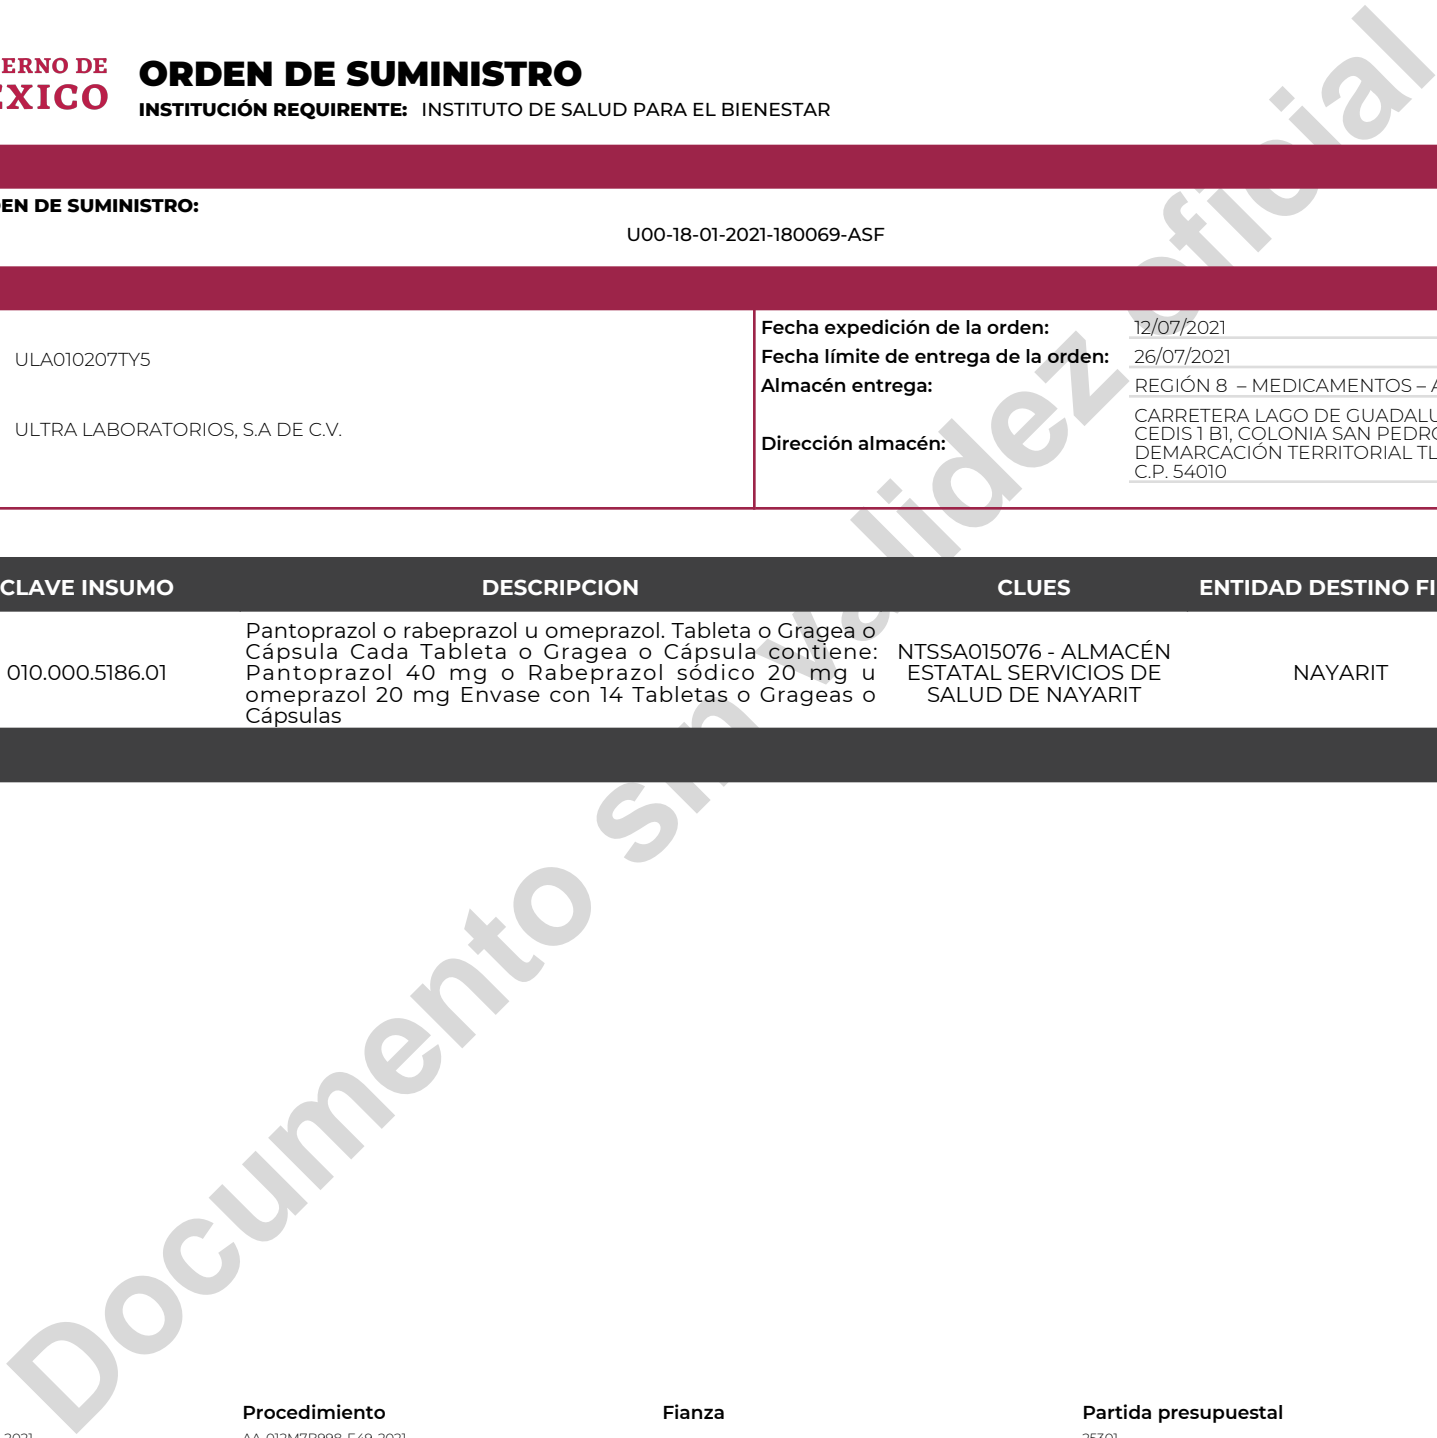 ERNO DE
ORDEN DE SUMINISTRO
XICO
INSTITUCIÓN REQUIRENTE: INSTITUTO DE SALUD PARA EL BIENESTAR
EN DE SUMINISTRO:
U00-18-01-2021-180069-ASF
ULA010207TY5
ULTRA LABORATORIOS, S.A DE C.V.
Fecha expedición de la orden: 12/07/2021
Fecha límite de entrega de la orden: 26/07/2021
Almacén entrega: REGIÓN 8 – MEDICAMENTOS – A
Dirección almacén:
CARRETERA LAGO DE GUADALU
CEDIS 1 B1, COLONIA SAN PEDRO
DEMARCACIÓN TERRITORIAL TL
C.P. 54010
CLAVE INSUMO DESCRIPCION CLUES ENTIDAD DESTINO FI
010.000.5186.01
Pantoprazol o rabeprazol u omeprazol. Tableta o Gragea o
Cápsula Cada Tableta o Gragea o Cápsula contiene:
Pantoprazol 40 mg o Rabeprazol sódico 20 mg u
omeprazol 20 mg Envase con 14 Tabletas o Grageas o
Cápsulas
NTSSA015076 - ALMACÉN
ESTATAL SERVICIOS DE
SALUD DE NAYARIT
NAYARIT
Documento sin validez oficial
Procedimiento Fianza Partida presupuestal